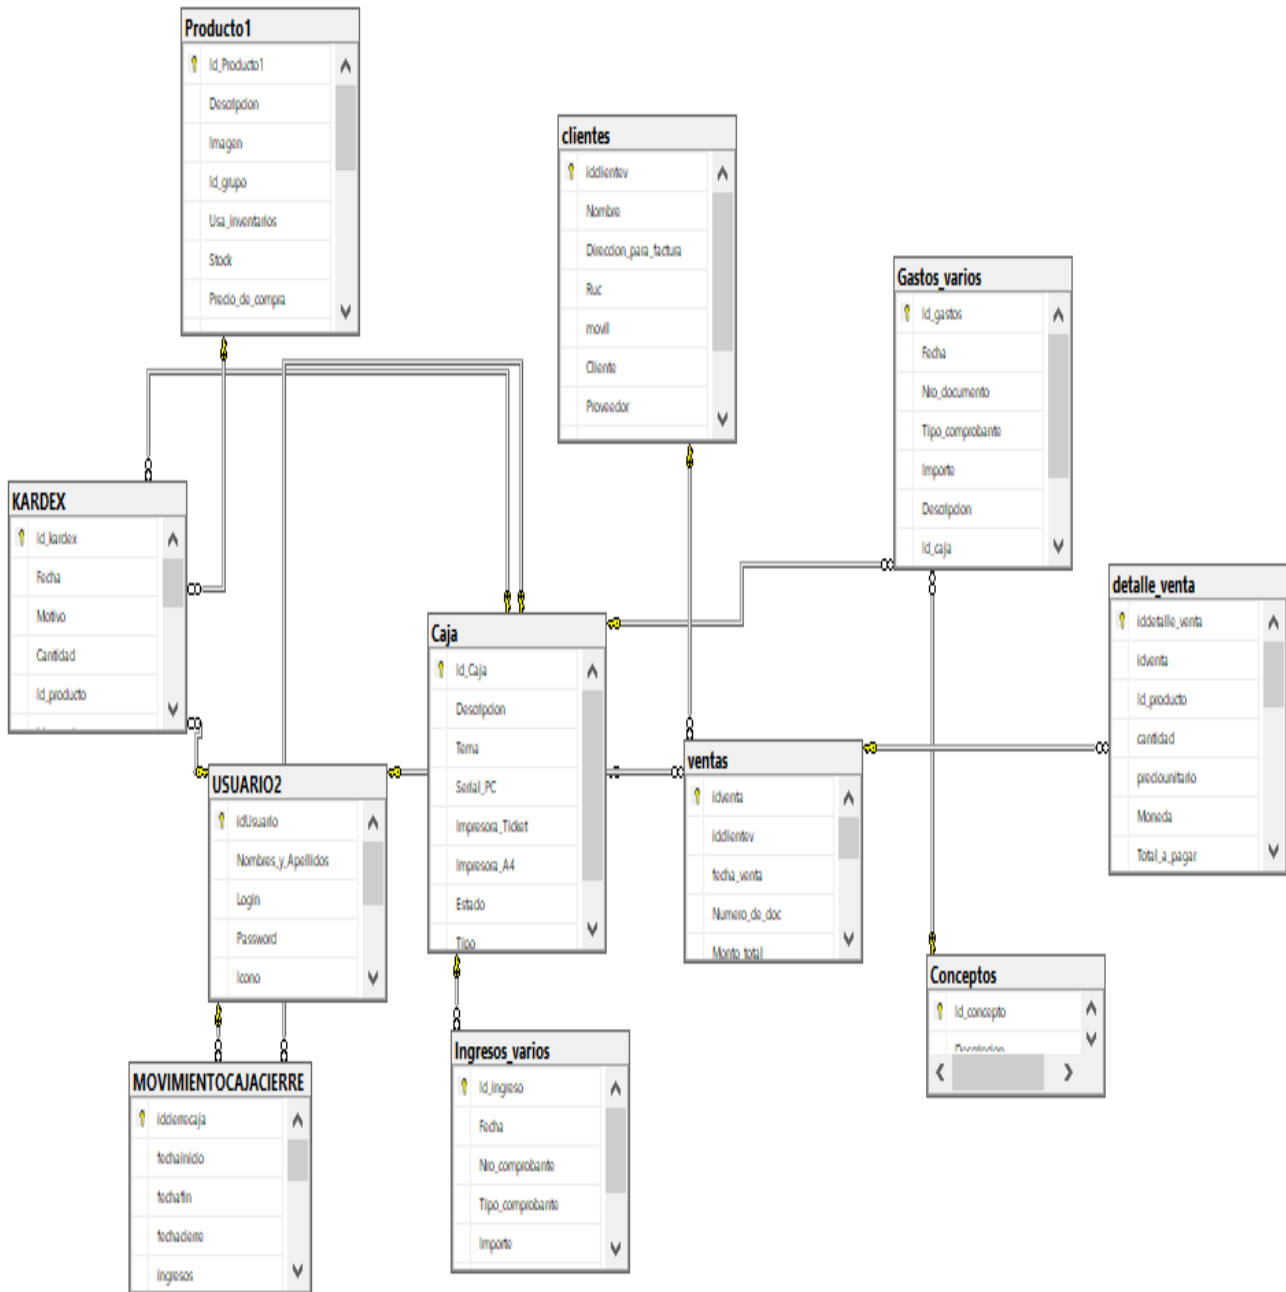 Producto1
Id_Producto1
Descripcion
Imagen
Id_grupo
Usa_inventarios
Stock
Precio_de_compra
clientes
idclientev
Nombre
Direccion_para_factura
Ruc
movil
Cliente
Proveedor
Gastos_varios
Id_gastos
Fecha
Nro_documento
Tipo_comprobante
Importe
Descripcion
Id_caja
KARDEX
Id_kardex
Fecha
Motivo
Cantidad
Id_producto
detalle_venta
iddetalle_venta
idventa
Id_producto
cantidad
preciounitario
Moneda
Total_a_pagar
Caja
Id_Caja
Descripcion
Tema
Serial_PC
Impresora_Ticket
Impresora_A4
Estado
Tipo
ventas
idventa
idclientev
fecha_venta
Numero_de_doc
Monto_total
USUARIO2
idUsuario
Nombres_y_Apellidos
Login
Password
Icono
Conceptos
Id_concepto
Descripcion
Ingresos_varios
Id_ingreso
Fecha
Nro_comprobante
Tipo_comprobante
Importe
MOVIMIENTOCAJACIERRE
idcierrecaja
fechainicio
fechafin
fechacierre
ingresos